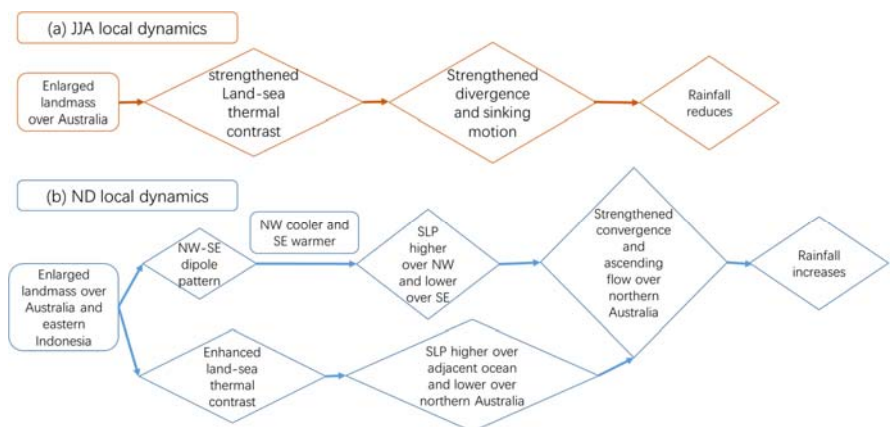 (a) JJA local dynamics
Enlarged
landmass
over Australia
strengthened
Land-sea
thermal
contrast
Strengthened
divergence
and sinking
motion
Rainfall
reduces
(b) ND local dynamics
Enlarged
landmass over
Australia and
eastern
Indonesia
NW-SE
dipole
pattern
NW cooler and
SE warmer
SLP
higher
over NW
and lower
over SE
Enhanced
land-sea
thermal
contrast
SLP higher over
adjacent ocean
and lower over
northern Australia
Strengthened
convergence
and
ascending
flow over
northern
Australia
Rainfall
increases